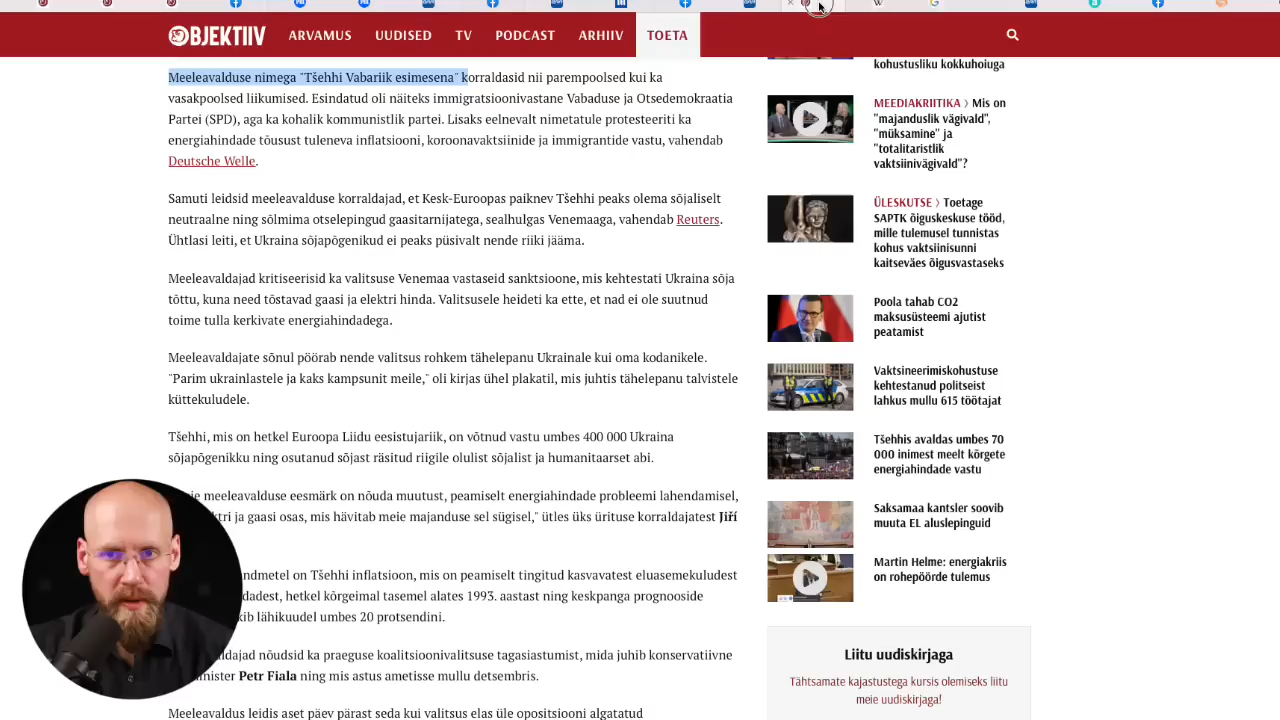 OBJEKTIIV
ARVAMUS
UUDISED
TV
PODCAST
ARHIIV
TOETA
Meeleavalduse nimega "Tšehhi Vabariik esimesena" korraldasid nii parempoolsed kui ka
vasakpoolsed liikumised. Esindatud oli näiteks immigratsioonivastane Vabaduse ja Otsedemokraatia
Partei (SPD), aga ka kohalik kommunistlik partei. Lisaks eelnevalt nimetatule protesteeriti ka
energiahindade tõusust tuleneva inflatsiooni, koroonavaktsiinide ja immigrantide vastu, vahendab
Deutsche Welle.
Samuti leidsid meeleavalduse korraldajad, et Kesk-Euroopas paiknev Tšehhi peaks olema sõjaliselt
neutraalne ning sõlmima otselepingud gaasitarnijatega, sealhulgas Venemaaga, vahendab Reuters.
Ühtlasi leiti, et Ukraina sõjapõgenikud ei peaks püsivalt nende riiki jääma.
Meeleavaldajad kritiseerisid ka valitsuse Venemaa vastaseid sanktsioone, mis kehtestati Ukraina sõja
tõttu, kuna need tõstavad gaasi ja elektri hinda. Valitsusele heideti ka ette, et nad ei ole suutnud
toime tulla kerkivate energiahindadega.
Meeleavaldajate sõnul pöörab nende valitsus rohkem tähelepanu Ukrainale kui oma kodanikele.
"Parim ukrainlastele ja kaks kampsunit meile," oli kirjas ühel plakatil, mis juhtis tähelepanu talvistele
küttekuludele.
Tšehhi, mis on hetkel Euroopa Liidu eesistujariik, on võtnud vastu umbes 400 000 Ukraina
sõjapõgenikku ning osutanud sõjast räsitud riigile olulist sõjalist ja humanitaarset abi.
je meeleavalduse eesmärk on nõuda muutust, peamiselt energiahindade probleemi lahendamisel,
ktri ja gaasi osas, mis hävitab meie majanduse sel sügisel," ütles üks ürituse korraldajatest Jiří
ndmetel on Tšehhi inflatsioon, mis on peamiselt tingitud kasvavatest eluasemekuludest
dadest, hetkel kõrgeimal tasemel alates 1993. aastast ning keskpanga prognooside
kib lähikuudel umbes 20 protsendini.
dajad nõudsid ka praeguse koalitsioonivalitsuse tagasiastumist, mida juhib konservatiivne
minister Petr Fiala ning mis astus ametisse mullu detsembris.
Meeleavaldus leidis aset päev pärast seda kui valitsus elas üle opositsiooni algatatud
kohustusliku kokkuhoiuga
MEEDIAKRIITIKA › Mis on
"majanduslik vägivald",
"müksamine" ja
"totalitaristlik
vaktsiinivägivald"?
ÜLESKUTSE › Toetage
SAPTK õiguskeskuse tööd,
mille tulemusel tunnistas
kohus vaktsiinisunni
kaitseväes õigusvastaseks
Poola tahab CO2
maksusüsteemi ajutist
peatamist
Vaktsineerimiskohustuse
kehtestanud politseist
lahkus mullu 615 töötajat
Tšehhis avaldas umbes 70
000 inimest meelt kõrgete
energiahindade vastu
Saksamaa kantsler soovib
muuta EL aluslepinguid
Martin Helme: energiakriis
on rohepöörde tulemus
Liitu uudiskirjaga
Tähtsamate kajastustega kursis olemiseks liitu
meie uudiskirjaga!